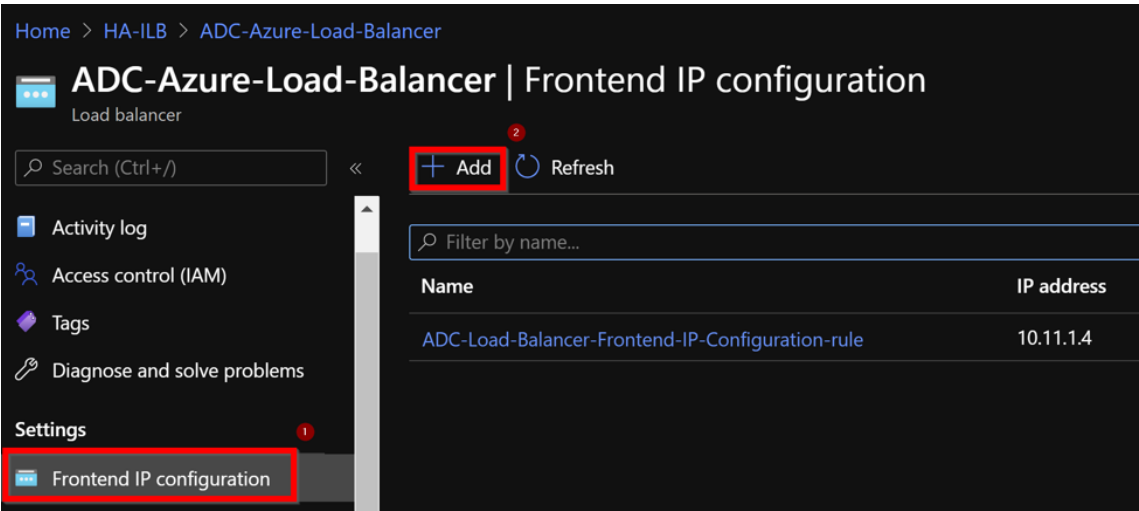 Home > HA-ILB > ADC-Azure-Load-Balancer
ADC-Azure-Load-Balancer | Frontend IP configuration
Load balancer
2
Search (Ctrl+/)
«
+ Add
Refresh
Activity log
Filter by name...
Access control (IAM)
Name
IP address
Tags
ADC-Load-Balancer-Frontend-IP-Configuration-rule
10.11.1.4
Diagnose and solve problems
Settings
1
Frontend IP configuration